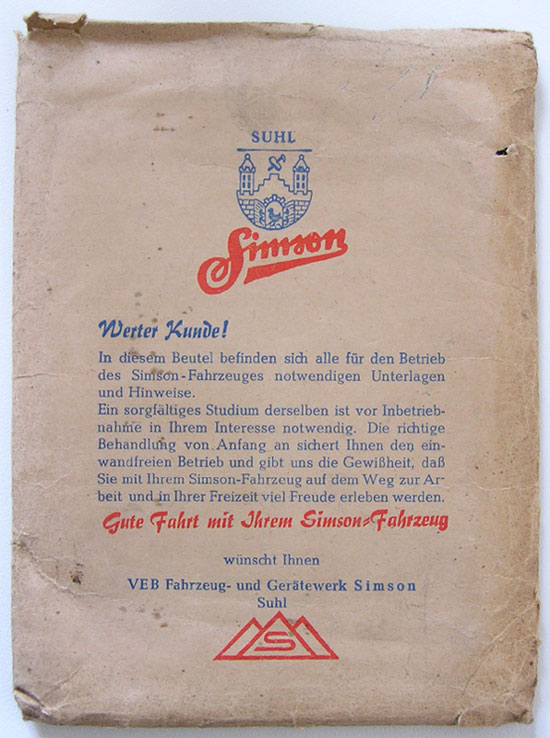 SUHL
Simson
Werter Kunde!
In diesem Beutel befinden sich alle für den Betrieb
des Simson-Fahrzeuges notwendigen Unterlagen
und Hinweise.
Ein sorgfältiges Studium derselben ist vor Inbetrieb-
nahme in Ihrem Interesse notwendig. Die richtige
Behandlung von Anfang an sichert Ihnen den ein-
wandfreien Betrieb und gibt uns die Gewißheit, daß
Sie mit Ihrem Simson-Fahrzeug auf dem Weg zur Ar-
beit und in Ihrer Freizeit viel Freude erleben werden.
Gute Fahrt mit Ihrem Simson-Fahrzeug
wünscht Ihnen
VEB Fahrzeug- und Gerätewerk Simson
Suhl
S